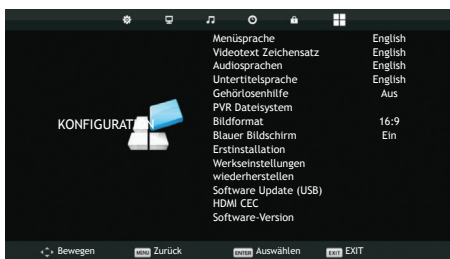 Menüsprache English
Videotext Zeichensatz English
Audiosprachen English
Untertitelsprache English
Gehörlosenhilfe Aus
PVR Dateisystem
KONFIGURATION
Bildformat 16:9
Blauer Bildschirm Ein
Erstinstallation
Werkseinstellungen
wiederherstellen
Software Update (USB)
HDMI CEC
Software-Version
Bewegen MENU Zurück ENTER Auswählen EXIT EXIT